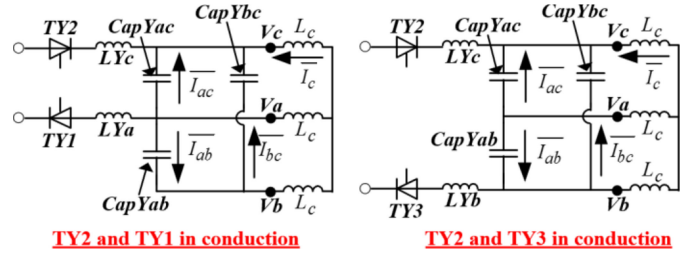 TY2 CapYac CapYbc Vc Lc
LYc Iac Ic
TY1 LYa Va Lc
Iab Ibc
CapYab Vb Lc
TY2 and TY1 in conduction
TY2 CapYac CapYbc Vc Lc
LYc Iac Ic
Va Lc
CapYab Iab Ibc
Lc
TY3 LYb Vb
TY2 and TY3 in conduction